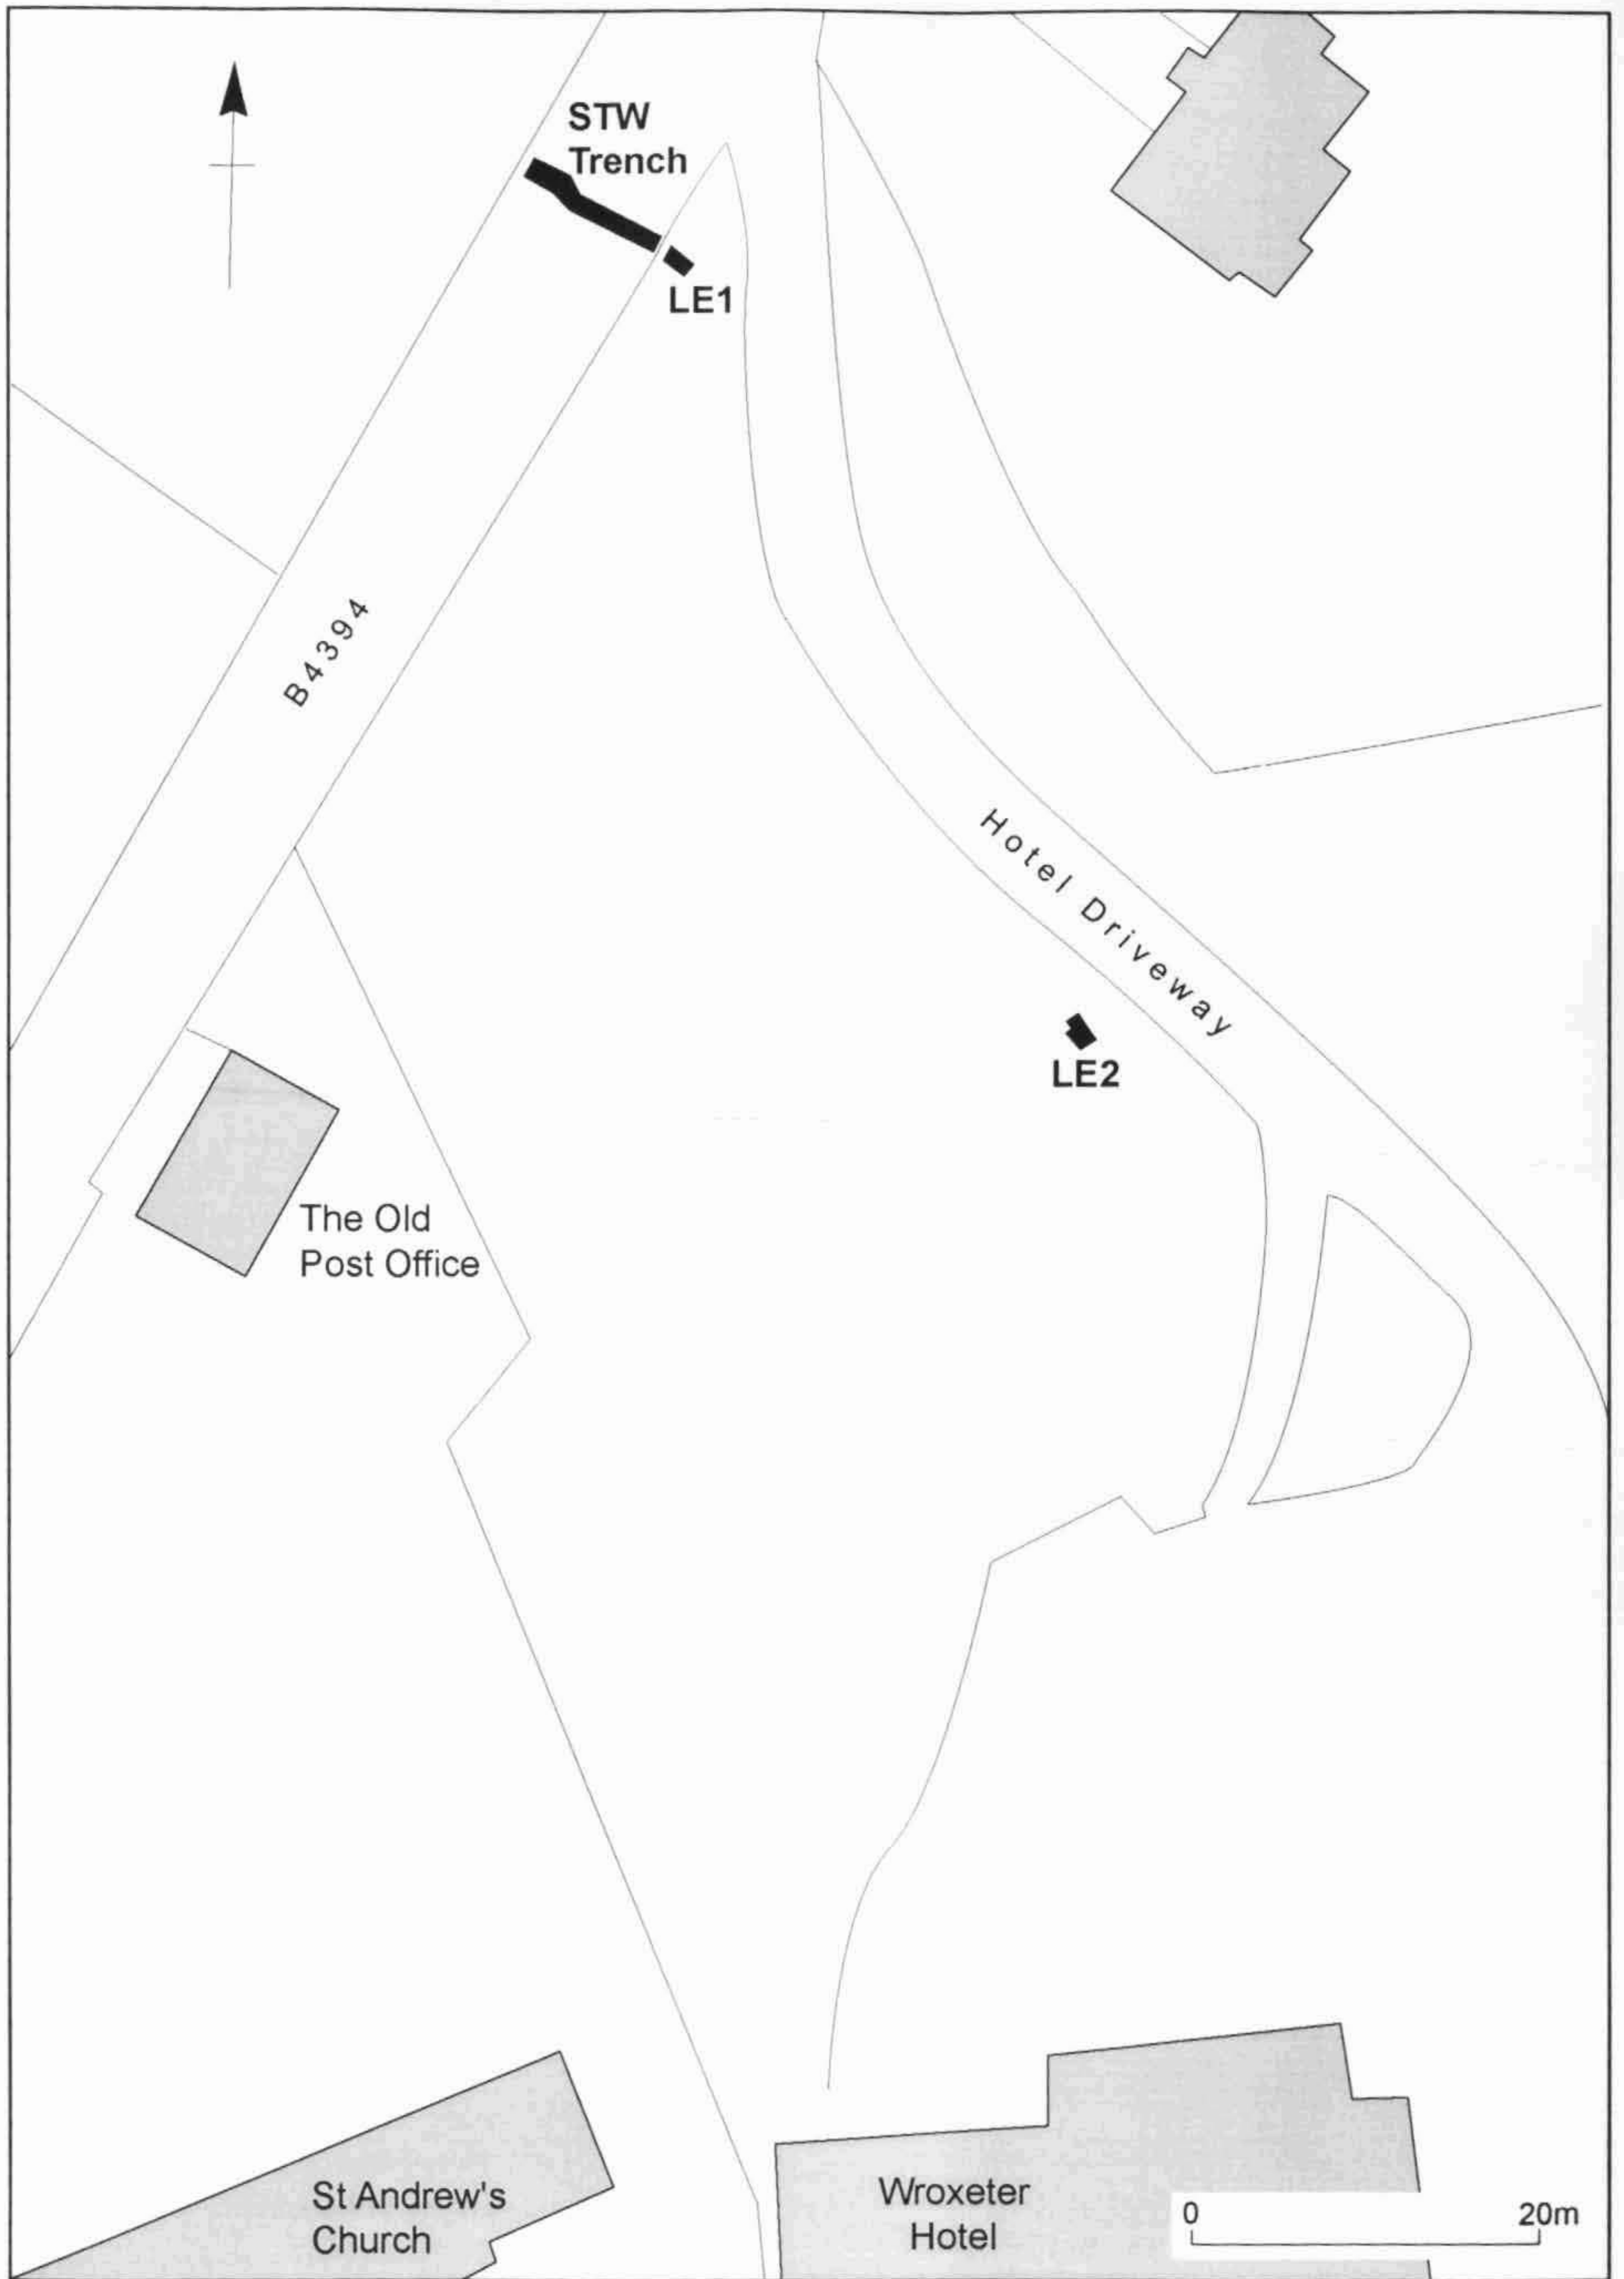 STW
Trench
LE1
B4394
Hotel Driveway
LE2
The Old
Post Office
St Andrew's
Church
Wroxeter
Hotel
0 20m